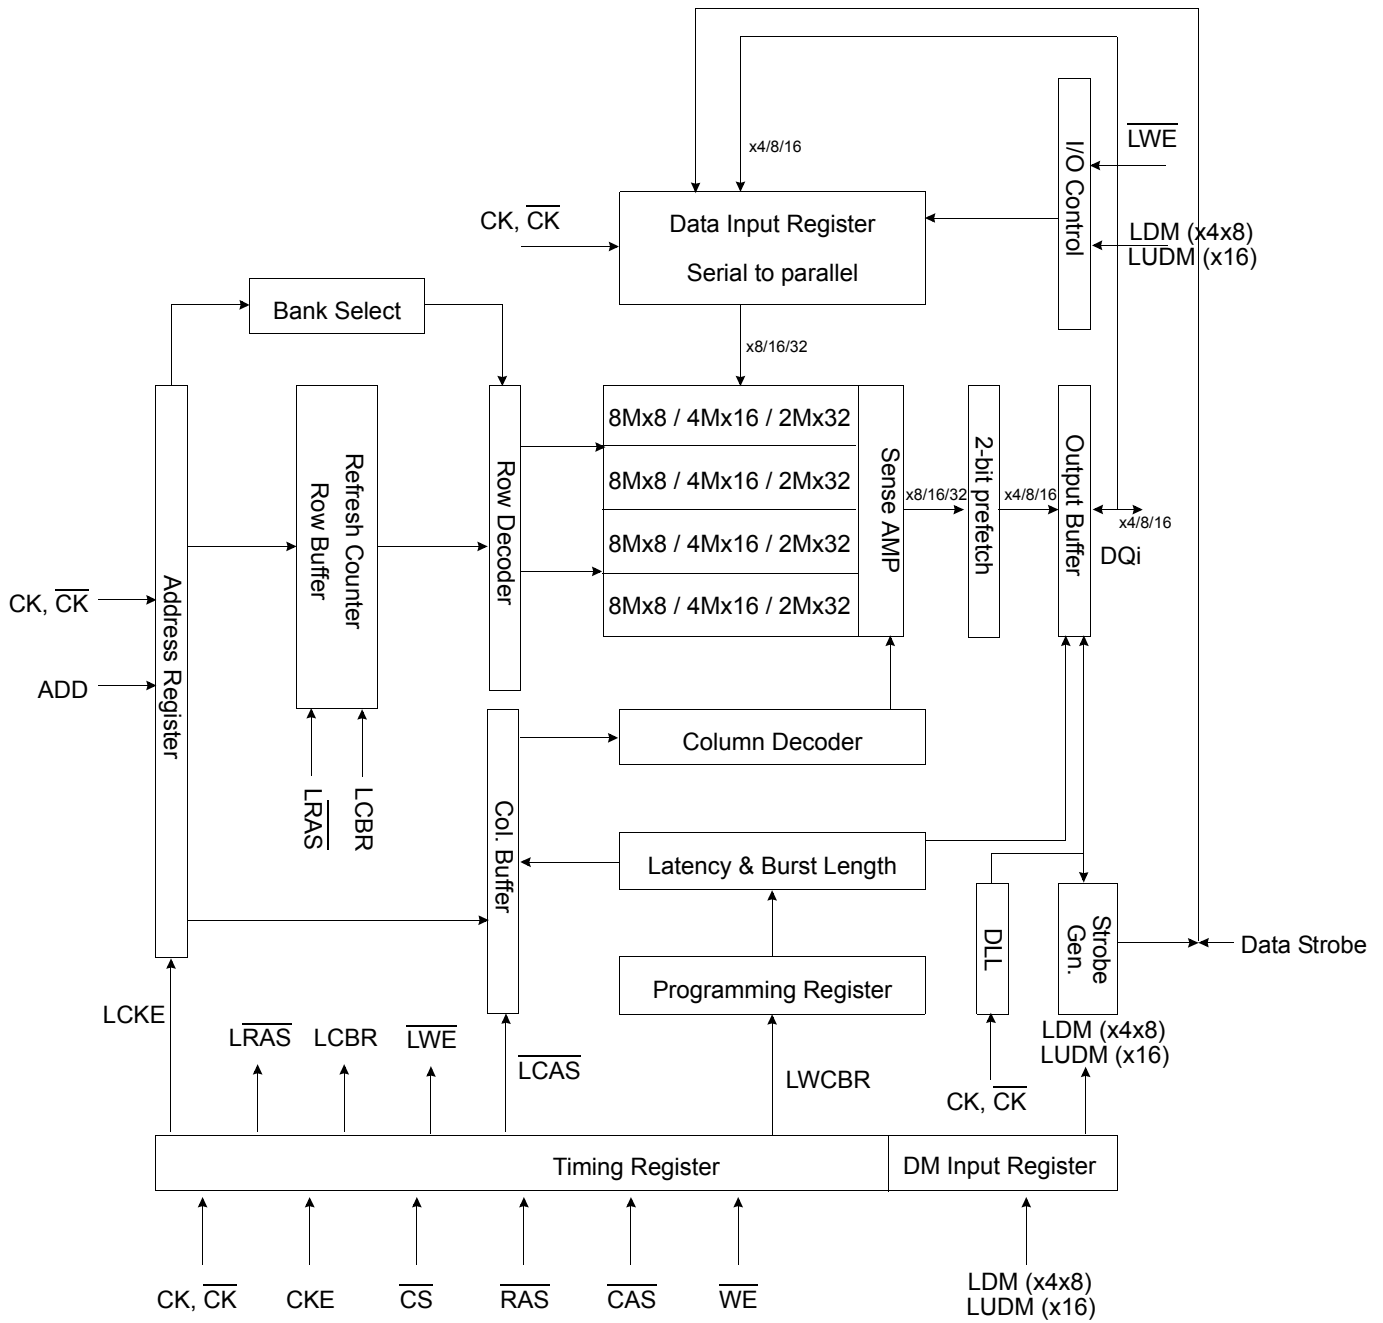 x4/8/16
LWE
I/O Control
CK, CK
Data Input Register
Serial to parallel
LDM (x4x8)
LUDM (x16)
Bank Select
x8/16/32
Address Register
Refresh Counter
Row Buffer
Row Decoder
8Mx8 / 4Mx16 / 2Mx32
8Mx8 / 4Mx16 / 2Mx32
8Mx8 / 4Mx16 / 2Mx32
8Mx8 / 4Mx16 / 2Mx32
Sense AMP
x8/16/32
2-bit prefetch
x4/8/16
Output Buffer
x4/8/16
DQi
CK, CK
ADD
LRAS
LCBR
Col. Buffer
Column Decoder
Latency & Burst Length
Programming Register
DLL
Strobe
Gen.
Data Strobe
LCKE
LRAS
LCBR
LWE
LCAS
LWCBR
CK, CK
LDM (x4x8)
LUDM (x16)
Timing Register
DM Input Register
CK, CK
CKE
CS
RAS
CAS
WE
LDM (x4x8)
LUDM (x16)